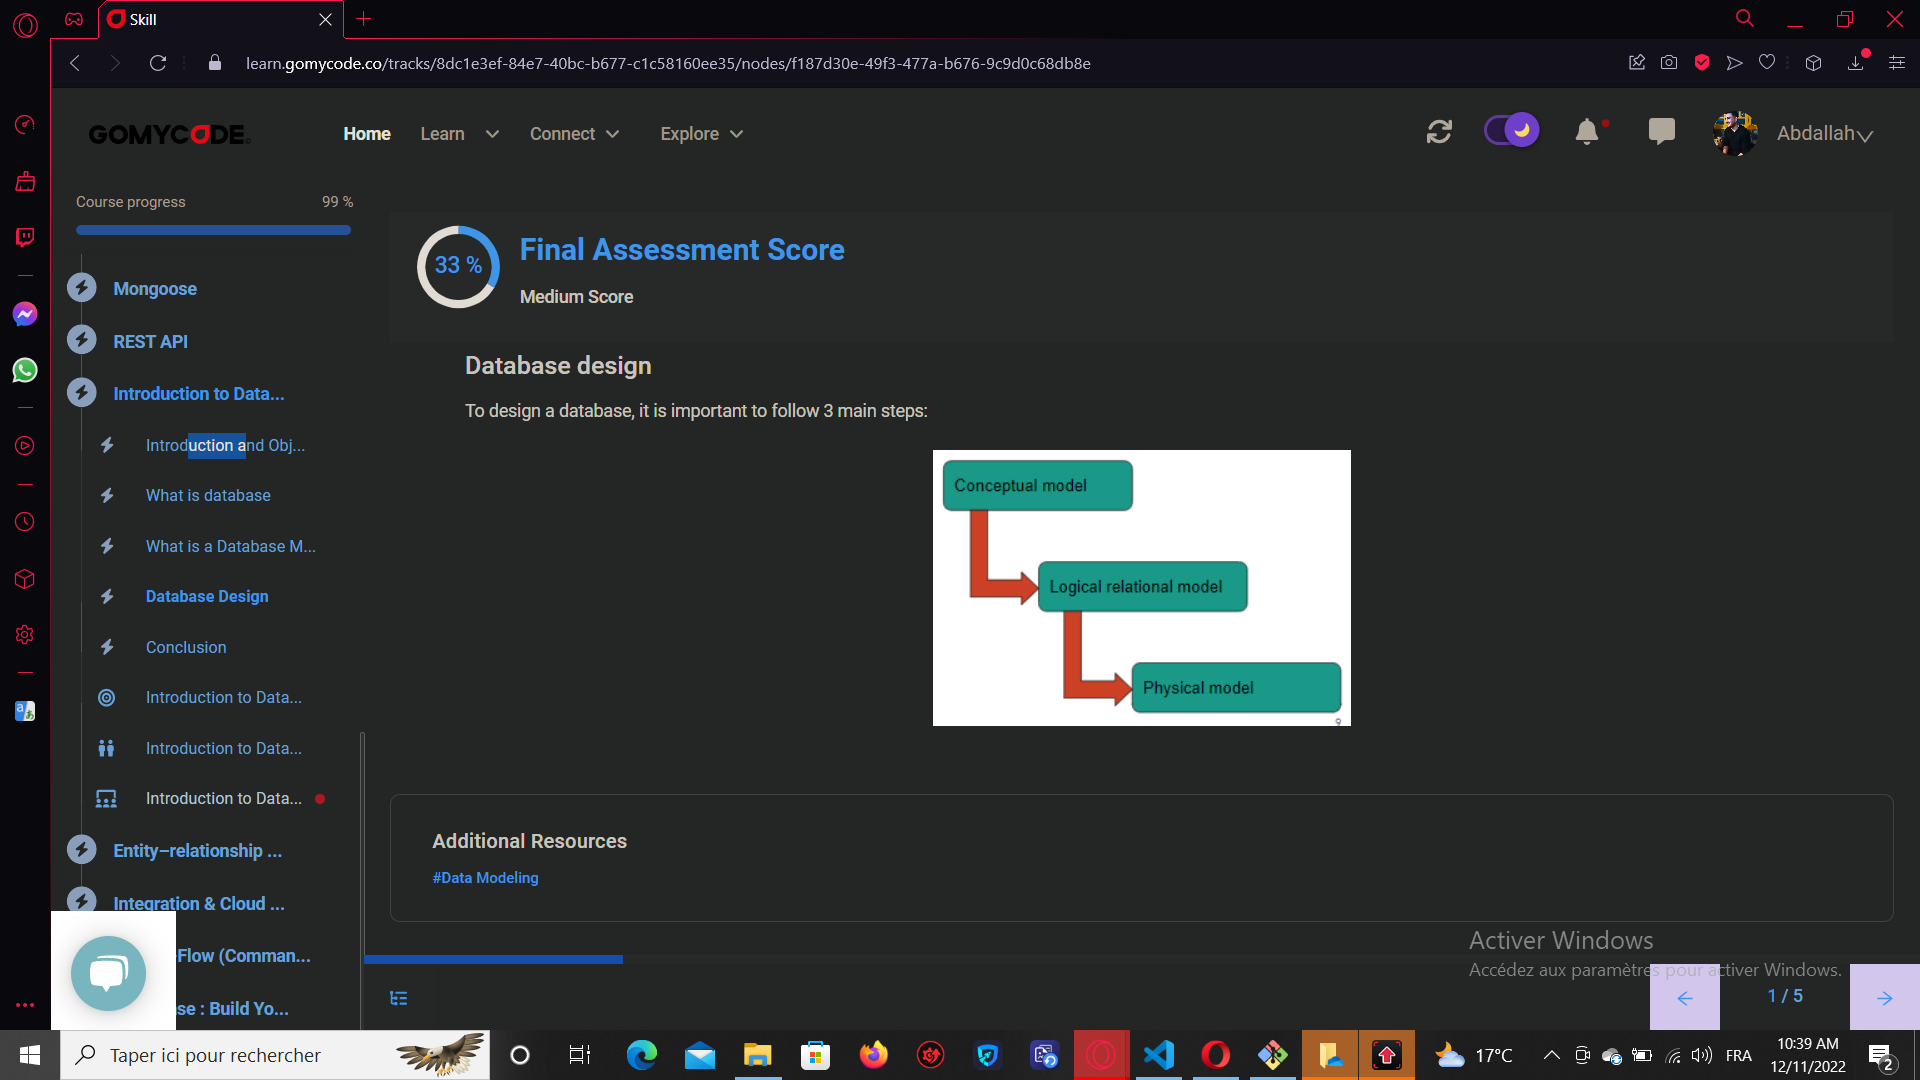 Skill
learn.gomycode.co/tracks/8dc1e3ef-84e7-40bc-b677-c1c58160ee35/nodes/f187d30e-49f3-477a-b676-9c9d0c68db8e
GOMYCODE
Home
Learn
Connect
Explore
Abdallah
Course progress
99 %
Mongoose
REST API
Introduction to Data...
Introduction and Obj...
What is database
What is a Database M...
Database Design
Conclusion
Introduction to Data...
Introduction to Data...
Introduction to Data...
Entity–relationship ...
Integration & Cloud ...
-Flow (Comman...
se : Build Yo...
33 %
Final Assessment Score
Medium Score
Database design
To design a database, it is important to follow 3 main steps:
Conceptual model
Logical relational model
Physical model
9
Additional Resources
#Data Modeling
Activer Windows
Accédez aux paramètres pour activer Windows.
1 / 5
Taper ici pour rechercher
17°C
FRA
10:39 AM
12/11/2022
2